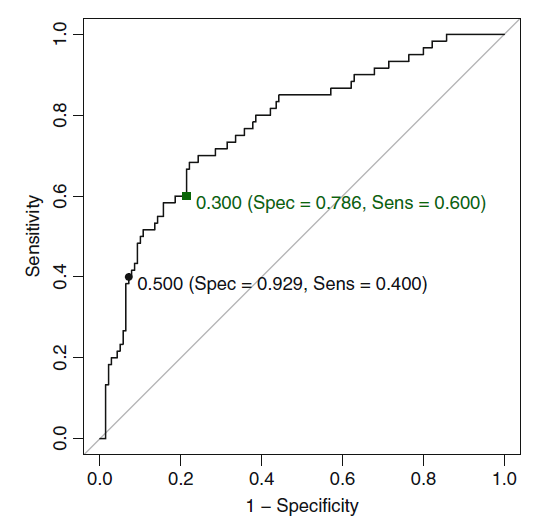 1.0
0.8
0.6
0.4
0.2
0.0
Sensitivity
0.300 (Spec = 0.786, Sens = 0.600)
0.500 (Spec = 0.929, Sens = 0.400)
0.0 0.2 0.4 0.6 0.8 1.0
1 − Specificity